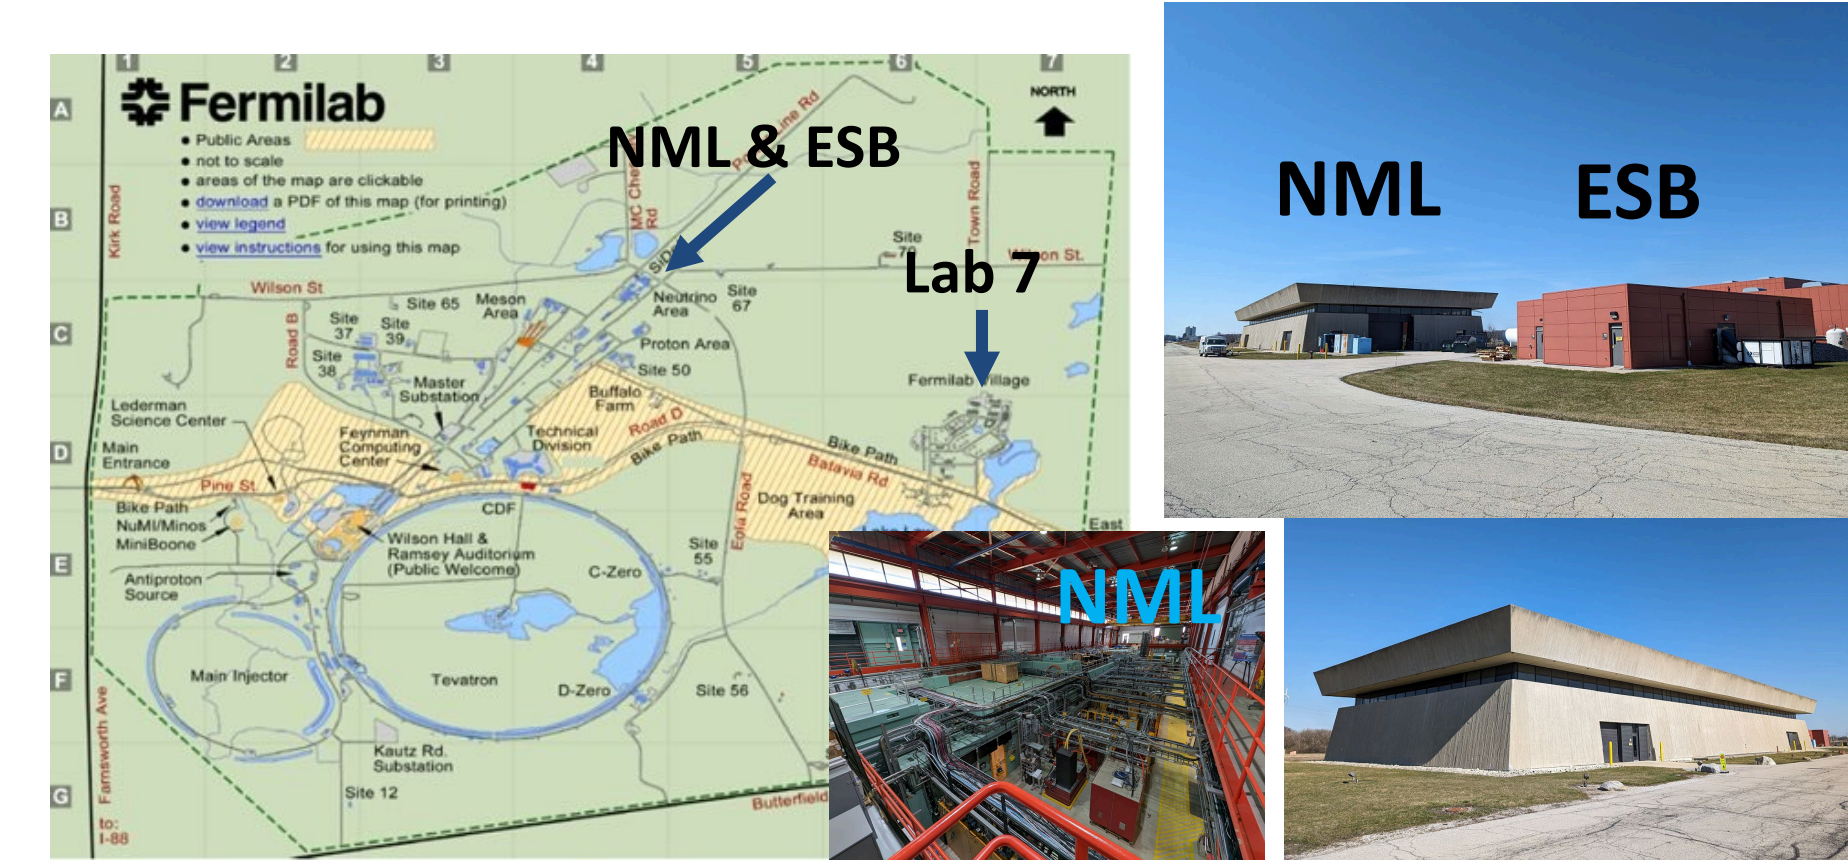 1 2 3 4 5 6 7
A
Fermilab
NORTH
• Public Areas
• not to scale
• areas of the map are clickable
• download a PDF of this map (for printing)
• view legend
• view instructions for using this map
NML & ESB
Line Rd
MC
Rd
Kirk Road
B
Town Road
Site
Lab 7
St.
Wilson St
Site 65
Meson
Area
Neutrino
Area
Site
67
C
Road B
Site
37
Site
39
Site
38
Proton Area
Site 50
Master
Substation
Fermilab Village
Buffalo
Farm
Lederman
Science Center
Road D
Feynman
Computing
Center
Technical
Division
Bike Path
Bike Path
D
Main
Entrance
Batavia Rd
Pine St
Bike Path
NuMI/Minos
MiniBoone
CDF
Dog Training
Area
Eola Road
East
E
Wilson Hall &
Ramsey Auditorium
(Public Welcome)
C-Zero
Site
55
Antiproton
Source
F
Main Injector
Tevatron
D-Zero
Site 56
Farnsworth Ave
Kautz Rd.
Substation
G
Site 12
Butterfield
to:
I-88
NML
ESB
NML